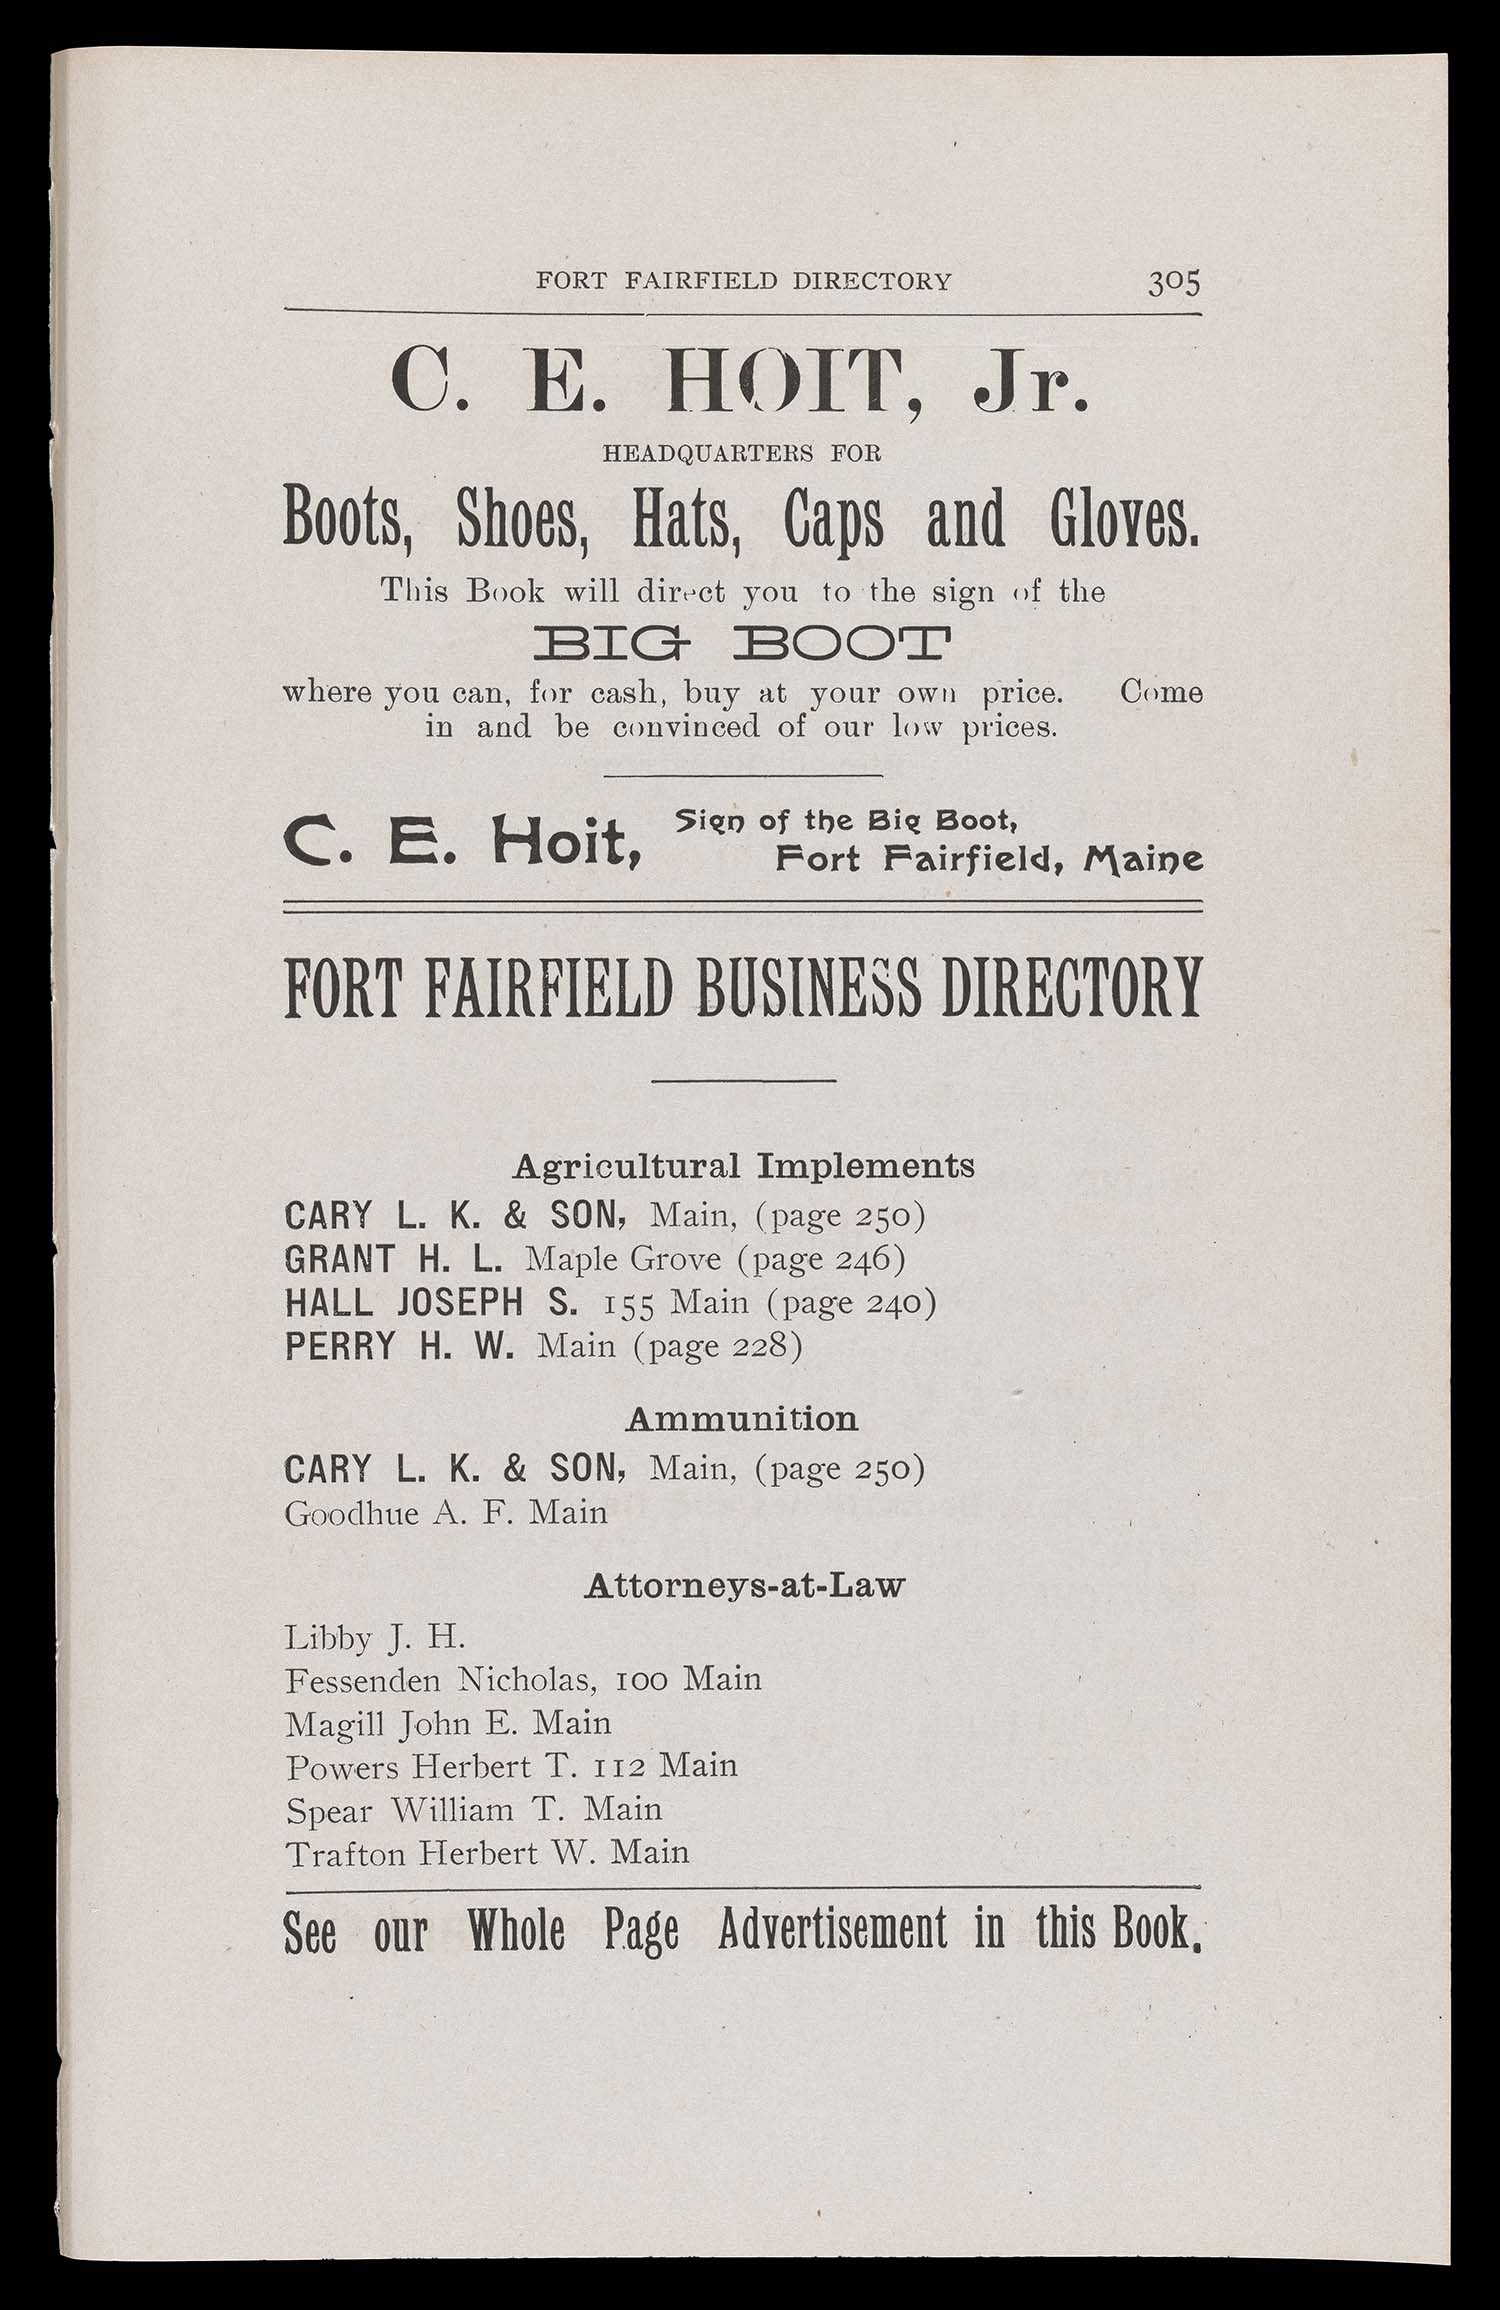 FORT FAIRFIELD DIRECTORY 305
C. E. HOIT, Jr.
HEADQUARTERS FOR
Boots, Shoes, Hats, Caps and Gloves.
This Book will direct you to the sign of the
BIG BOOT
where you can, for cash, buy at your own price. Come
in and be convinced of our low prices.
C. E. Hoit, Sign of the Big Boot,
Fort Fairfield, Maine
FORT FAIRFIELD BUSINESS DIRECTORY
Agricultural Implements
CARY L. K. & SON, Main, (page 250)
GRANT H. L. Maple Grove (page 246)
HALL JOSEPH S. 155 Main (page 240)
PERRY H. W. Main (page 228)
Ammunition
CARY L. K. & SON, Main, (page 250)
Goodhue A. F. Main
Attorneys-at-Law
Libby J. H.
Fessenden Nicholas, 100 Main
Magill John E. Main
Powers Herbert T. 112 Main
Spear William T. Main
Trafton Herbert W. Main
See our Whole Page Advertisement in this Book.